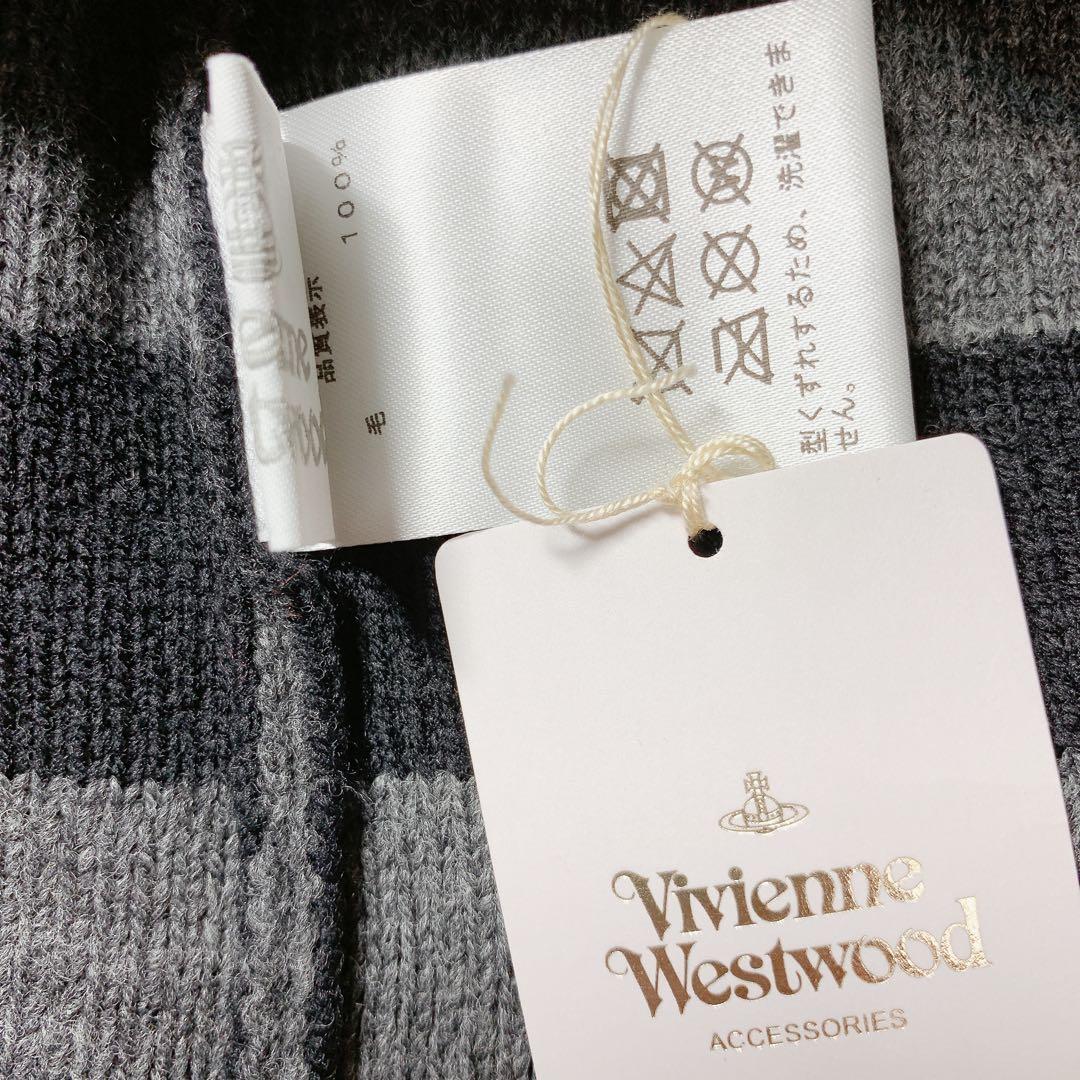 品質表示
毛 100%
型くずれするため、洗濯できま
せん。
Vivienne
Westwood
ACCESSORIES